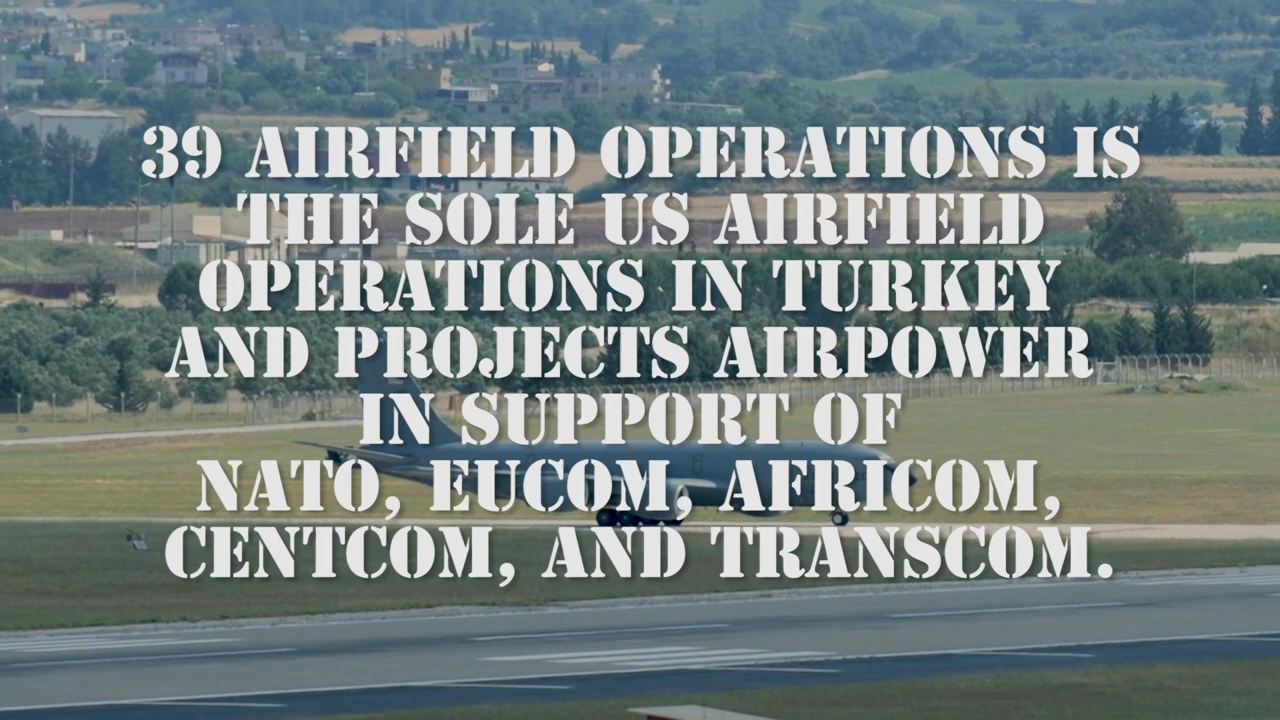 39 AIRFIELD OPERATIONS IS
THE SOLE US AIRFIELD
OPERATIONS IN TURKEY
AND PROJECTS AIRPOWER
IN SUPPORT OF
NATO, EUCOM, AFRICOM,
CENTCOM, AND TRANSCOM.